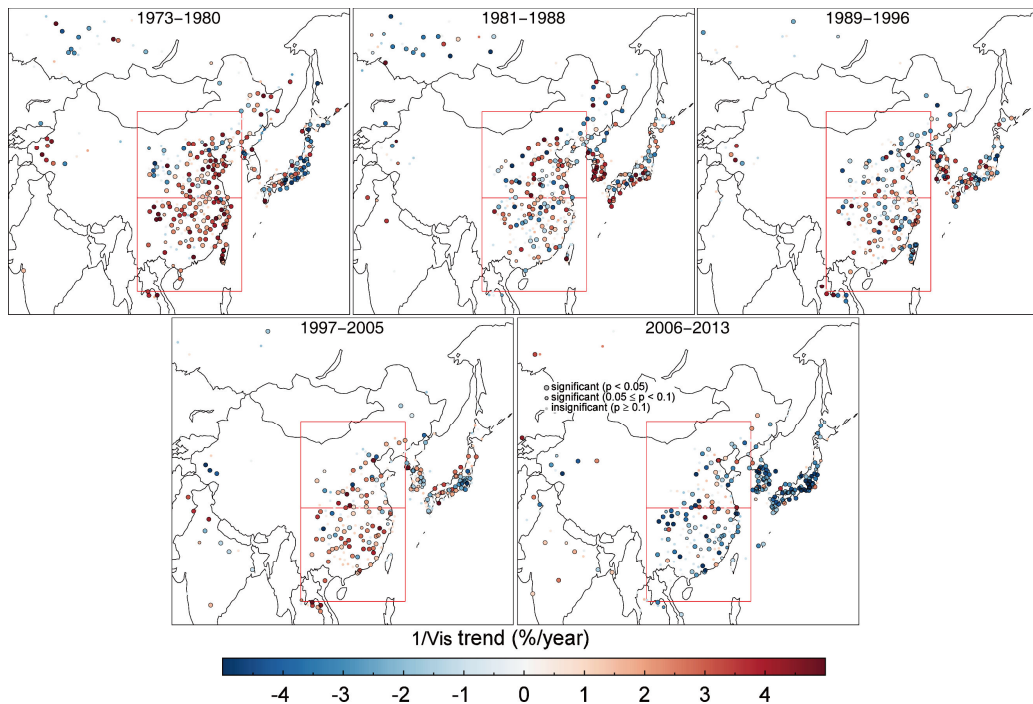 1973−1980
1981−1988
1989−1996
1997−2005
2006−2013
significant (p < 0.05)
significant (0.05 ≤ p < 0.1)
insignificant (p ≥ 0.1)
1/Vis trend (%/year)
-4 -3 -2 -1 0 1 2 3 4